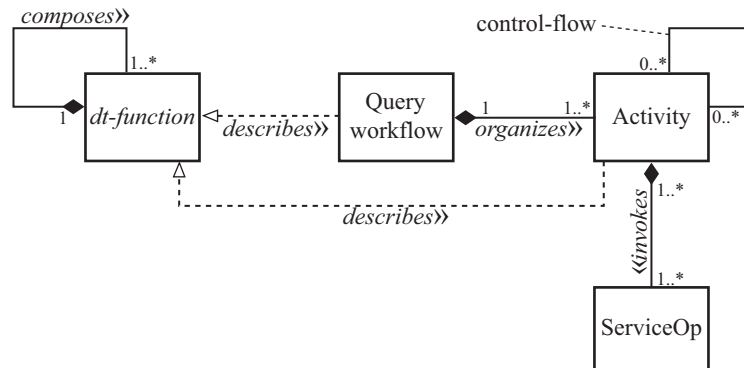 composes»
control-flow
1..*
0..*
1
dt-function
describes»
Query
workflow
1
1..*
organizes»
Activity
0..*
describes»
1..*
«invokes
1..*
ServiceOp